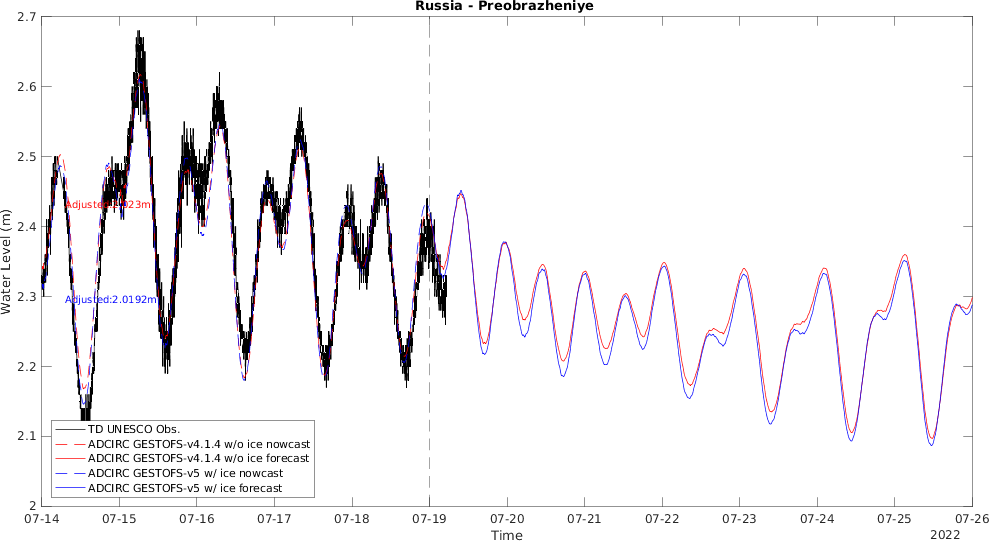 Russia - Preobrazheniye
2.7
2.6
2.5
2.4
2.3
2.2
2.1
2
Water Level (m)
Adjusted:2.0192m
TD UNESCO Obs.
ADCIRC GESTOFS-v4.1.4 w/o ice nowcast
ADCIRC GESTOFS-v4.1.4 w/o ice forecast
ADCIRC GESTOFS-v5 w/ ice nowcast
ADCIRC GESTOFS-v5 w/ ice forecast
07-14 07-15 07-16 07-17 07-18 07-19 07-20 07-21 07-22 07-23 07-24 07-25 07-26
Time
2022